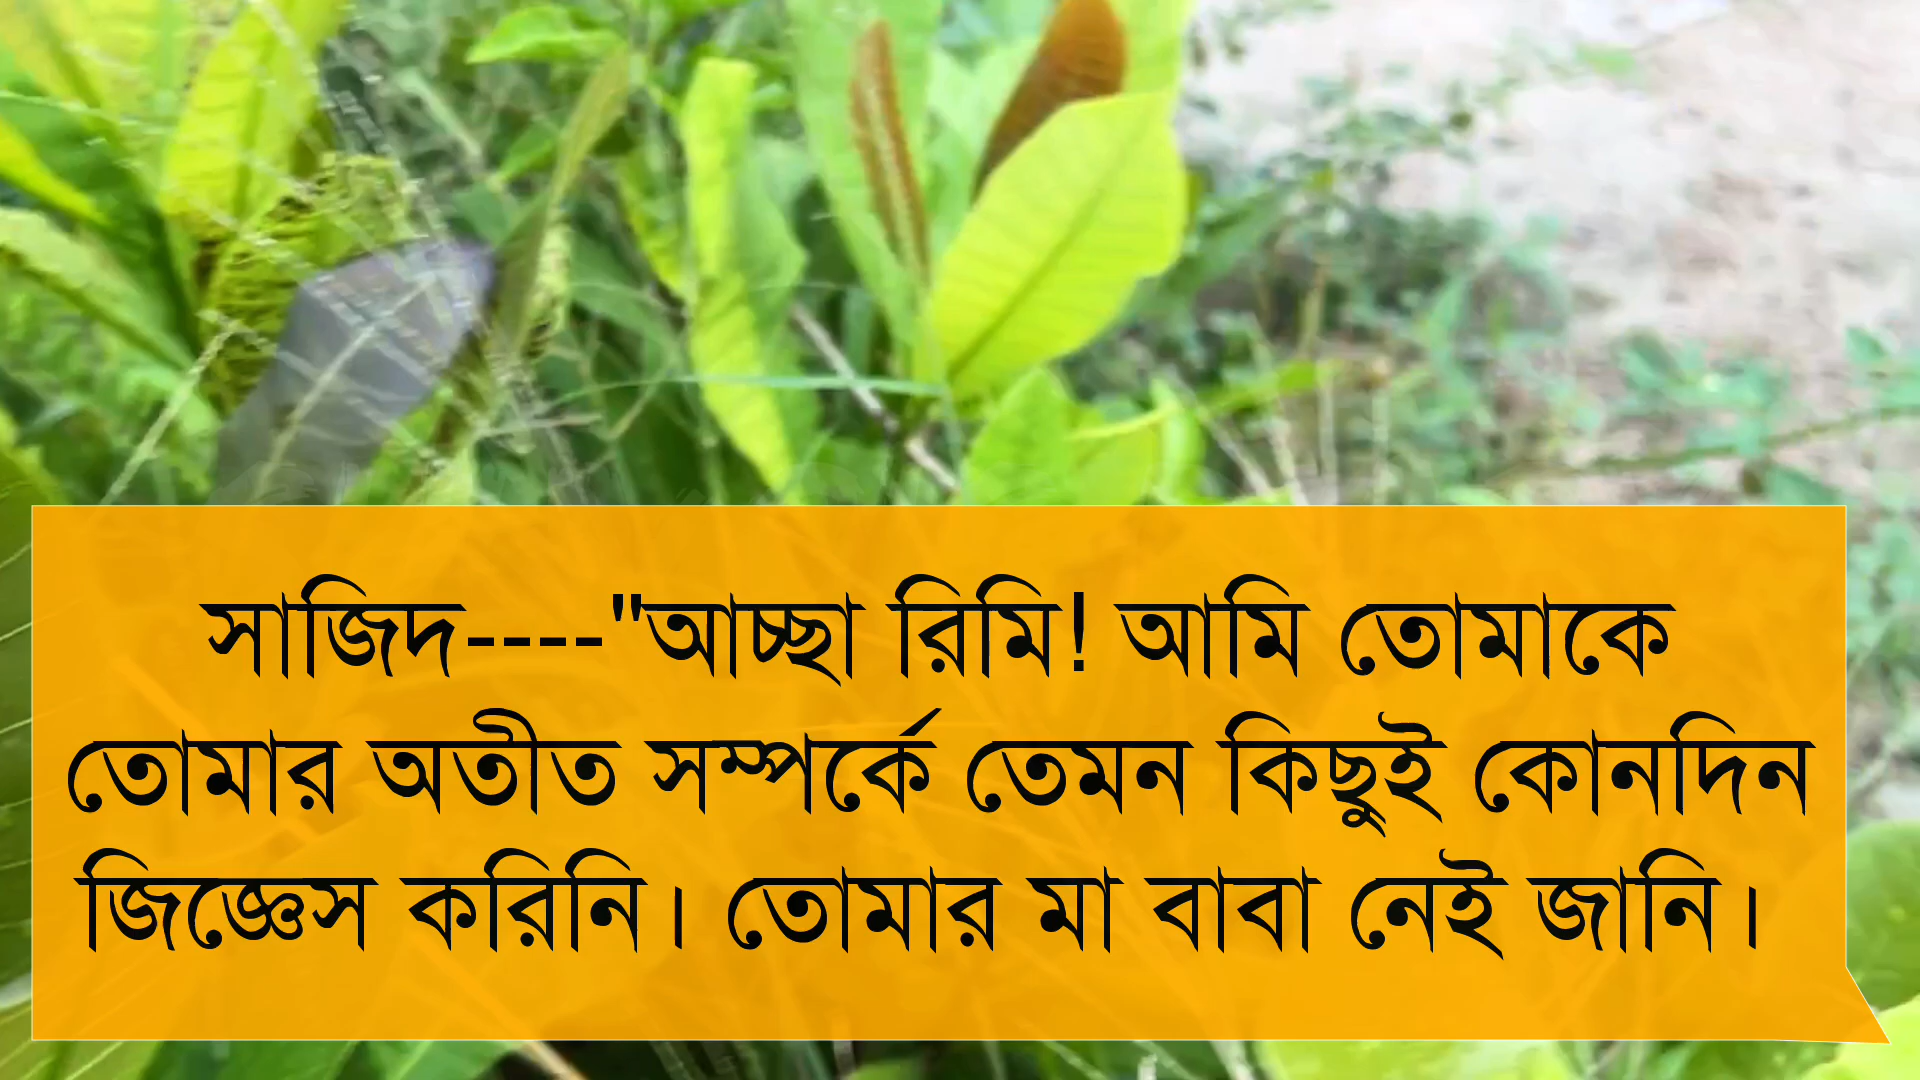 সাজিদ----"আচ্ছা রিমি! আমি তোমাকে
তোমার অতীত সম্পর্কে তেমন কিছুই কোনদিন
জিজ্ঞেস করিনি। তোমার মা বাবা নেই জানি।